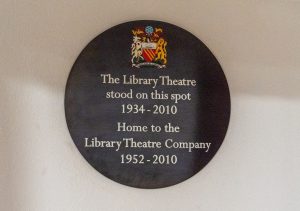 The Library Theatre
stood on this spot
1934 - 2010
Home to the
Library Theatre Company
1952 - 2010